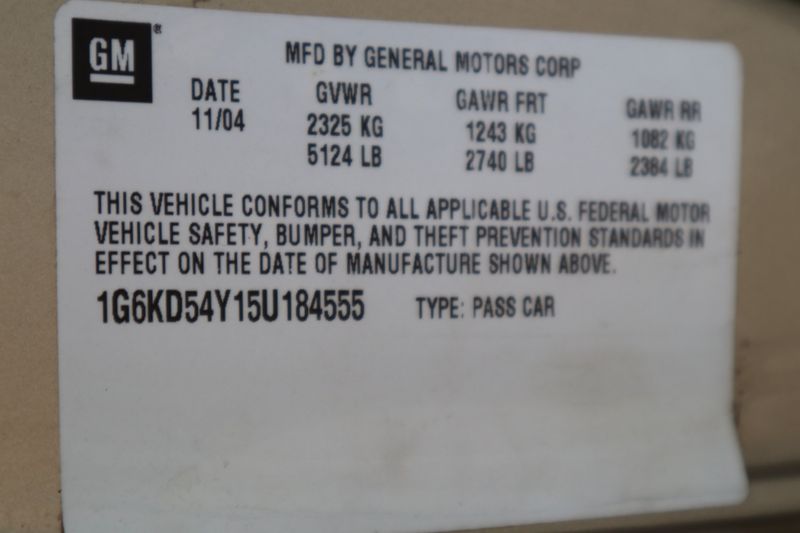 GM®
MFD BY GENERAL MOTORS CORP
DATE GVWR GAWR FRT GAWR RR
11/04 2325 KG 1243 KG 1082 KG
5124 LB 2740 LB 2384 LB
THIS VEHICLE CONFORMS TO ALL APPLICABLE U.S. FEDERAL MOTOR
VEHICLE SAFETY, BUMPER, AND THEFT PREVENTION STANDARDS IN
EFFECT ON THE DATE OF MANUFACTURE SHOWN ABOVE.
1G6KD54Y15U184555 TYPE: PASS CAR